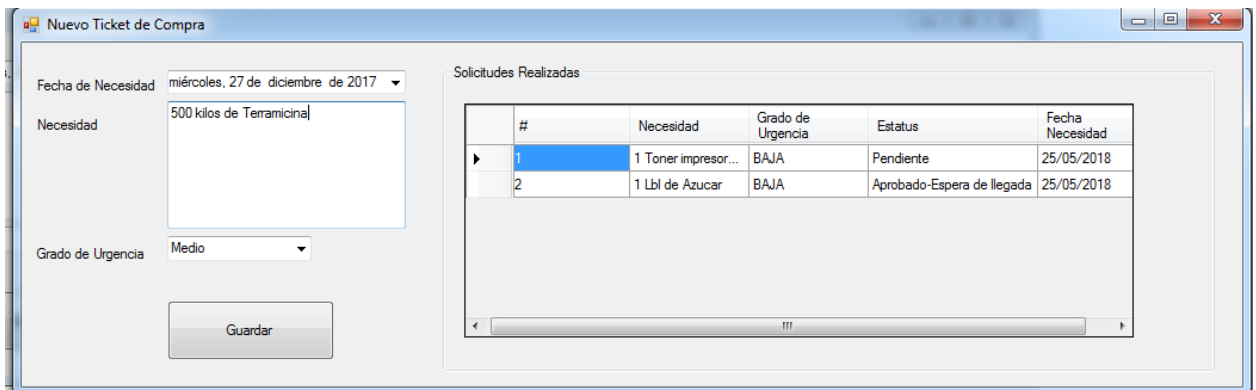 Nuevo Ticket de Compra
Fecha de Necesidad miércoles, 27 de diciembre de 2017
Necesidad 500 kilos de Terramicina
Grado de Urgencia Medio
Guardar
Solicitudes Realizadas
# Necesidad Grado de Urgencia Estatus Fecha Necesidad
1 1 Toner impresor... BAJA Pendiente 25/05/2018
2 1 Lbl de Azucar BAJA Aprobado-Espera de llegada 25/05/2018